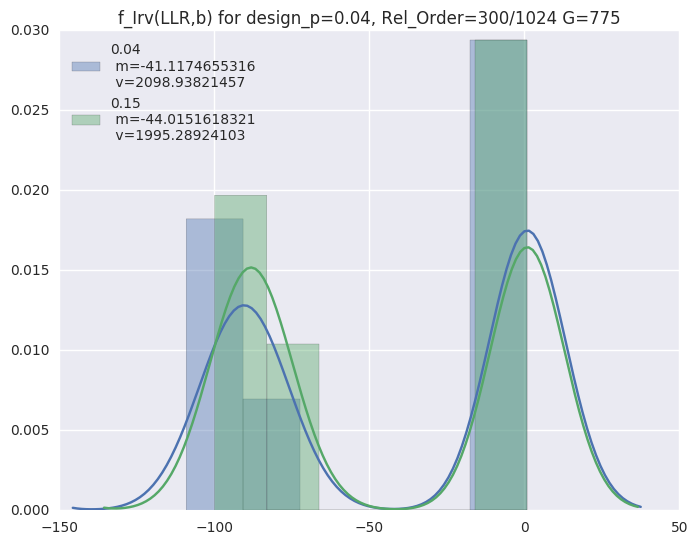 f_Irv(LLR,b) for design_p=0.04, Rel_Order=300/1024 G=775
0.030
0.025
0.020
0.015
0.010
0.005
0.000
0.04
m=-41.1174655316
v=2098.93821457
0.15
m=-44.0151618321
v=1995.28924103
−150
−100
−50
0
50